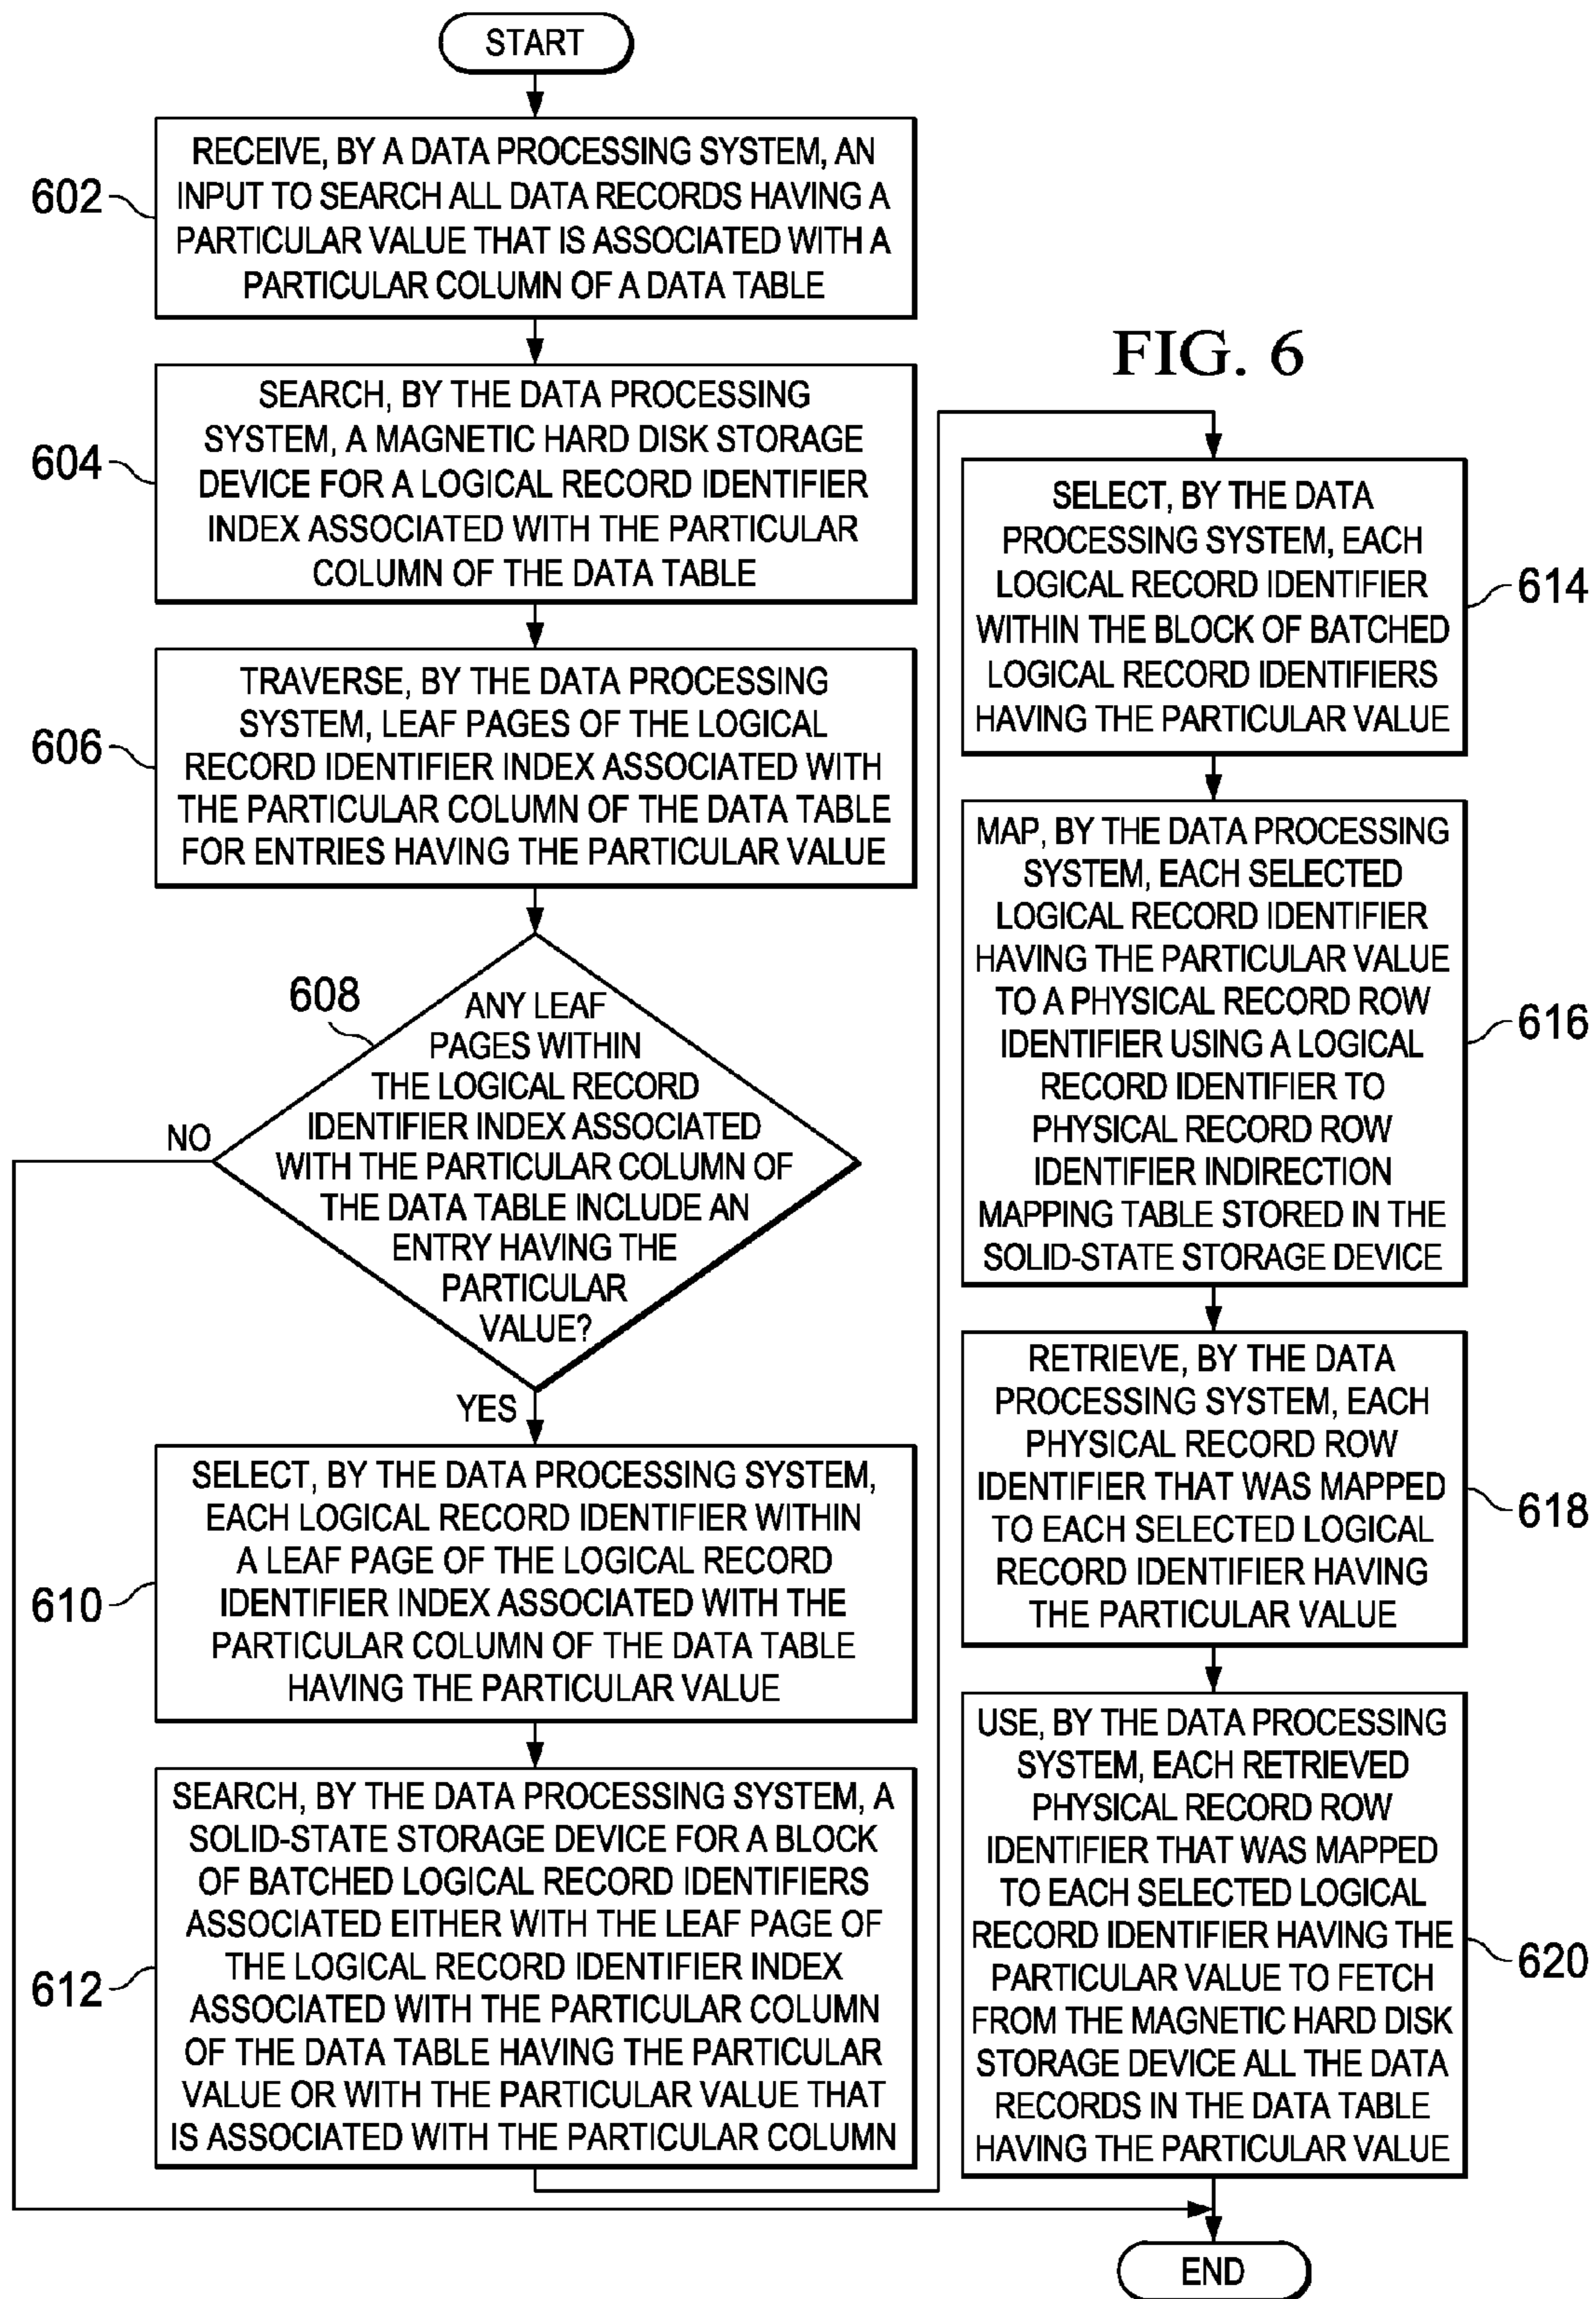 START
602
RECEIVE, BY A DATA PROCESSING SYSTEM, AN
INPUT TO SEARCH ALL DATA RECORDS HAVING A
PARTICULAR VALUE THAT IS ASSOCIATED WITH A
PARTICULAR COLUMN OF A DATA TABLE
604
SEARCH, BY THE DATA PROCESSING
SYSTEM, A MAGNETIC HARD DISK STORAGE
DEVICE FOR A LOGICAL RECORD IDENTIFIER
INDEX ASSOCIATED WITH THE PARTICULAR
COLUMN OF THE DATA TABLE
606
TRAVERSE, BY THE DATA PROCESSING
SYSTEM, LEAF PAGES OF THE LOGICAL
RECORD IDENTIFIER INDEX ASSOCIATED WITH
THE PARTICULAR COLUMN OF THE DATA TABLE
FOR ENTRIES HAVING THE PARTICULAR VALUE
608
ANY LEAF
PAGES WITHIN
THE LOGICAL RECORD
IDENTIFIER INDEX ASSOCIATED
WITH THE PARTICULAR COLUMN OF
THE DATA TABLE INCLUDE AN
ENTRY HAVING THE
PARTICULAR
VALUE?
NO
YES
610
SELECT, BY THE DATA PROCESSING SYSTEM,
EACH LOGICAL RECORD IDENTIFIER WITHIN
A LEAF PAGE OF THE LOGICAL RECORD
IDENTIFIER INDEX ASSOCIATED WITH THE
PARTICULAR COLUMN OF THE DATA TABLE
HAVING THE PARTICULAR VALUE
612
SEARCH, BY THE DATA PROCESSING SYSTEM, A
SOLID-STATE STORAGE DEVICE FOR A BLOCK
OF BATCHED LOGICAL RECORD IDENTIFIERS
ASSOCIATED EITHER WITH THE LEAF PAGE OF
THE LOGICAL RECORD IDENTIFIER INDEX
ASSOCIATED WITH THE PARTICULAR COLUMN
OF THE DATA TABLE HAVING THE PARTICULAR
VALUE OR WITH THE PARTICULAR VALUE THAT
IS ASSOCIATED WITH THE PARTICULAR COLUMN
FIG. 6
SELECT, BY THE DATA
PROCESSING SYSTEM, EACH
LOGICAL RECORD IDENTIFIER
WITHIN THE BLOCK OF BATCHED
LOGICAL RECORD IDENTIFIERS
HAVING THE PARTICULAR VALUE
614
MAP, BY THE DATA PROCESSING
SYSTEM, EACH SELECTED
LOGICAL RECORD IDENTIFIER
HAVING THE PARTICULAR VALUE
TO A PHYSICAL RECORD ROW
IDENTIFIER USING A LOGICAL
RECORD IDENTIFIER TO
PHYSICAL RECORD ROW
IDENTIFIER INDIRECTION
MAPPING TABLE STORED IN THE
SOLID-STATE STORAGE DEVICE
616
RETRIEVE, BY THE DATA
PROCESSING SYSTEM, EACH
PHYSICAL RECORD ROW
IDENTIFIER THAT WAS MAPPED
TO EACH SELECTED LOGICAL
RECORD IDENTIFIER HAVING
THE PARTICULAR VALUE
618
USE, BY THE DATA PROCESSING
SYSTEM, EACH RETRIEVED
PHYSICAL RECORD ROW
IDENTIFIER THAT WAS MAPPED
TO EACH SELECTED LOGICAL
RECORD IDENTIFIER HAVING THE
PARTICULAR VALUE TO FETCH
FROM THE MAGNETIC HARD DISK
STORAGE DEVICE ALL THE DATA
RECORDS IN THE DATA TABLE
HAVING THE PARTICULAR VALUE
620
END